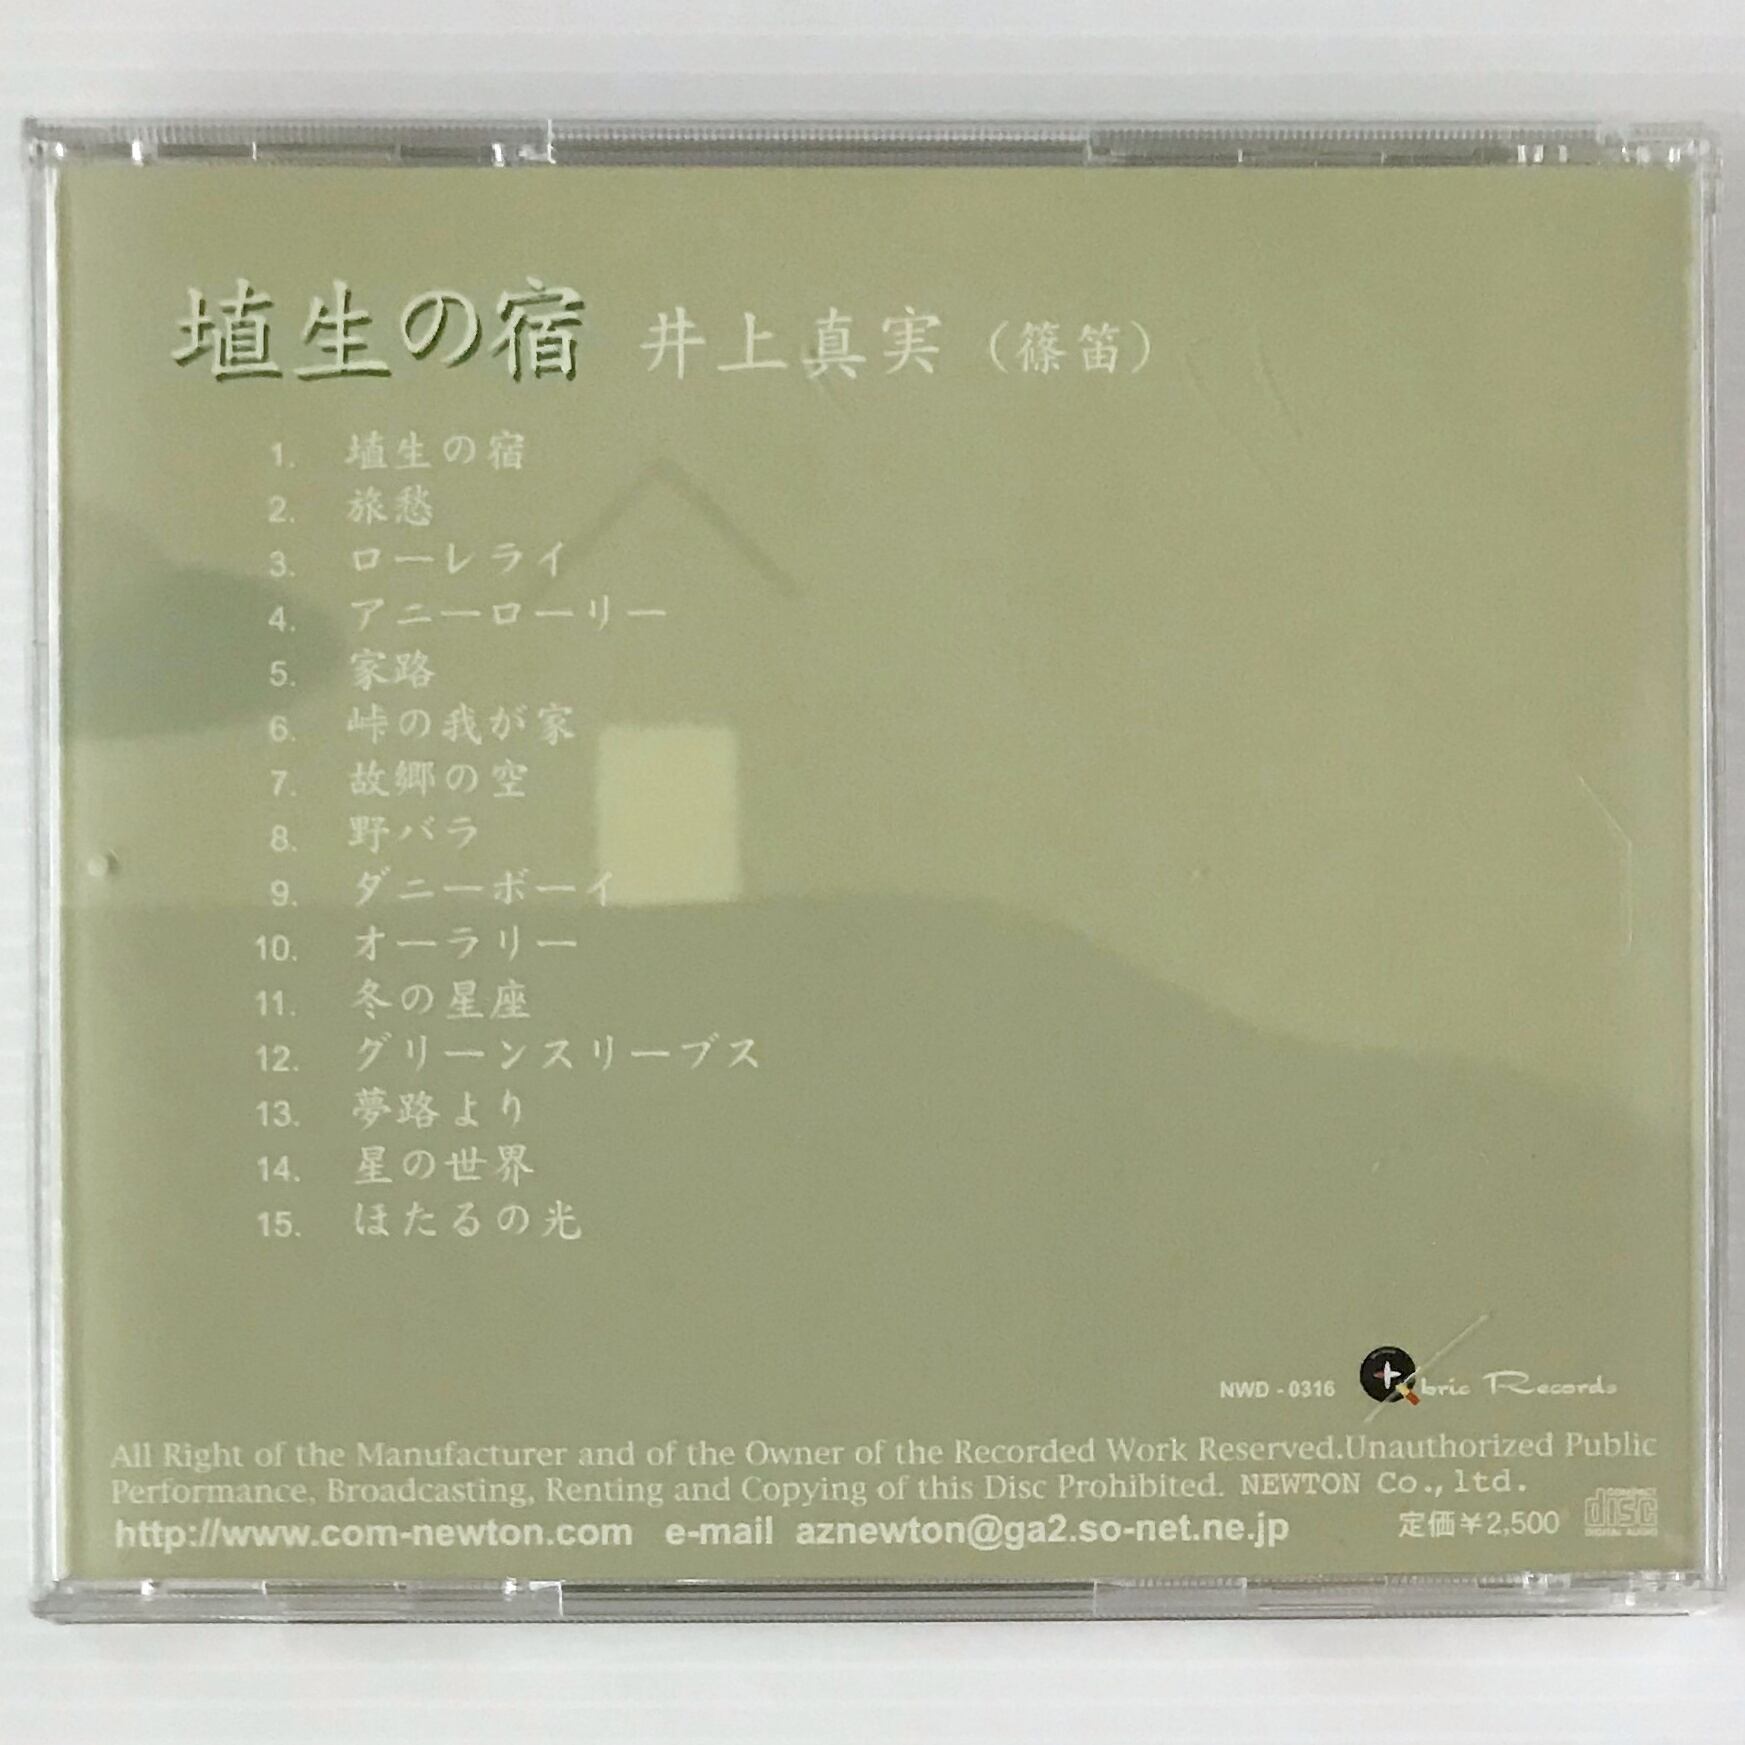 埴生の宿 井上真実（篠笛）
1. 埴生の宿
2. 旅愁
3. ローレライ
4. アニーローリー
5. 家路
6. 峠の我が家
7. 故郷の空
8. 野バラ
9. ダニーボーイ
10. オーラリー
11. 冬の星座
12. グリーンスリーブス
13. 夢路より
14. 星の世界
15. ほたるの光
NWD - 0316 bric Records
All Right of the Manufacturer and of the Owner of the Recorded Work Reserved.Unauthorized Public
Performance, Broadcasting, Renting and Copying of this Disc Prohibited. NEWTON Co.,ltd.
http://www.com-newton.com e-mail aznewton@ga2.so-net.ne.jp
定価¥2,500
COMPACT
disc
DIGITAL AUDIO